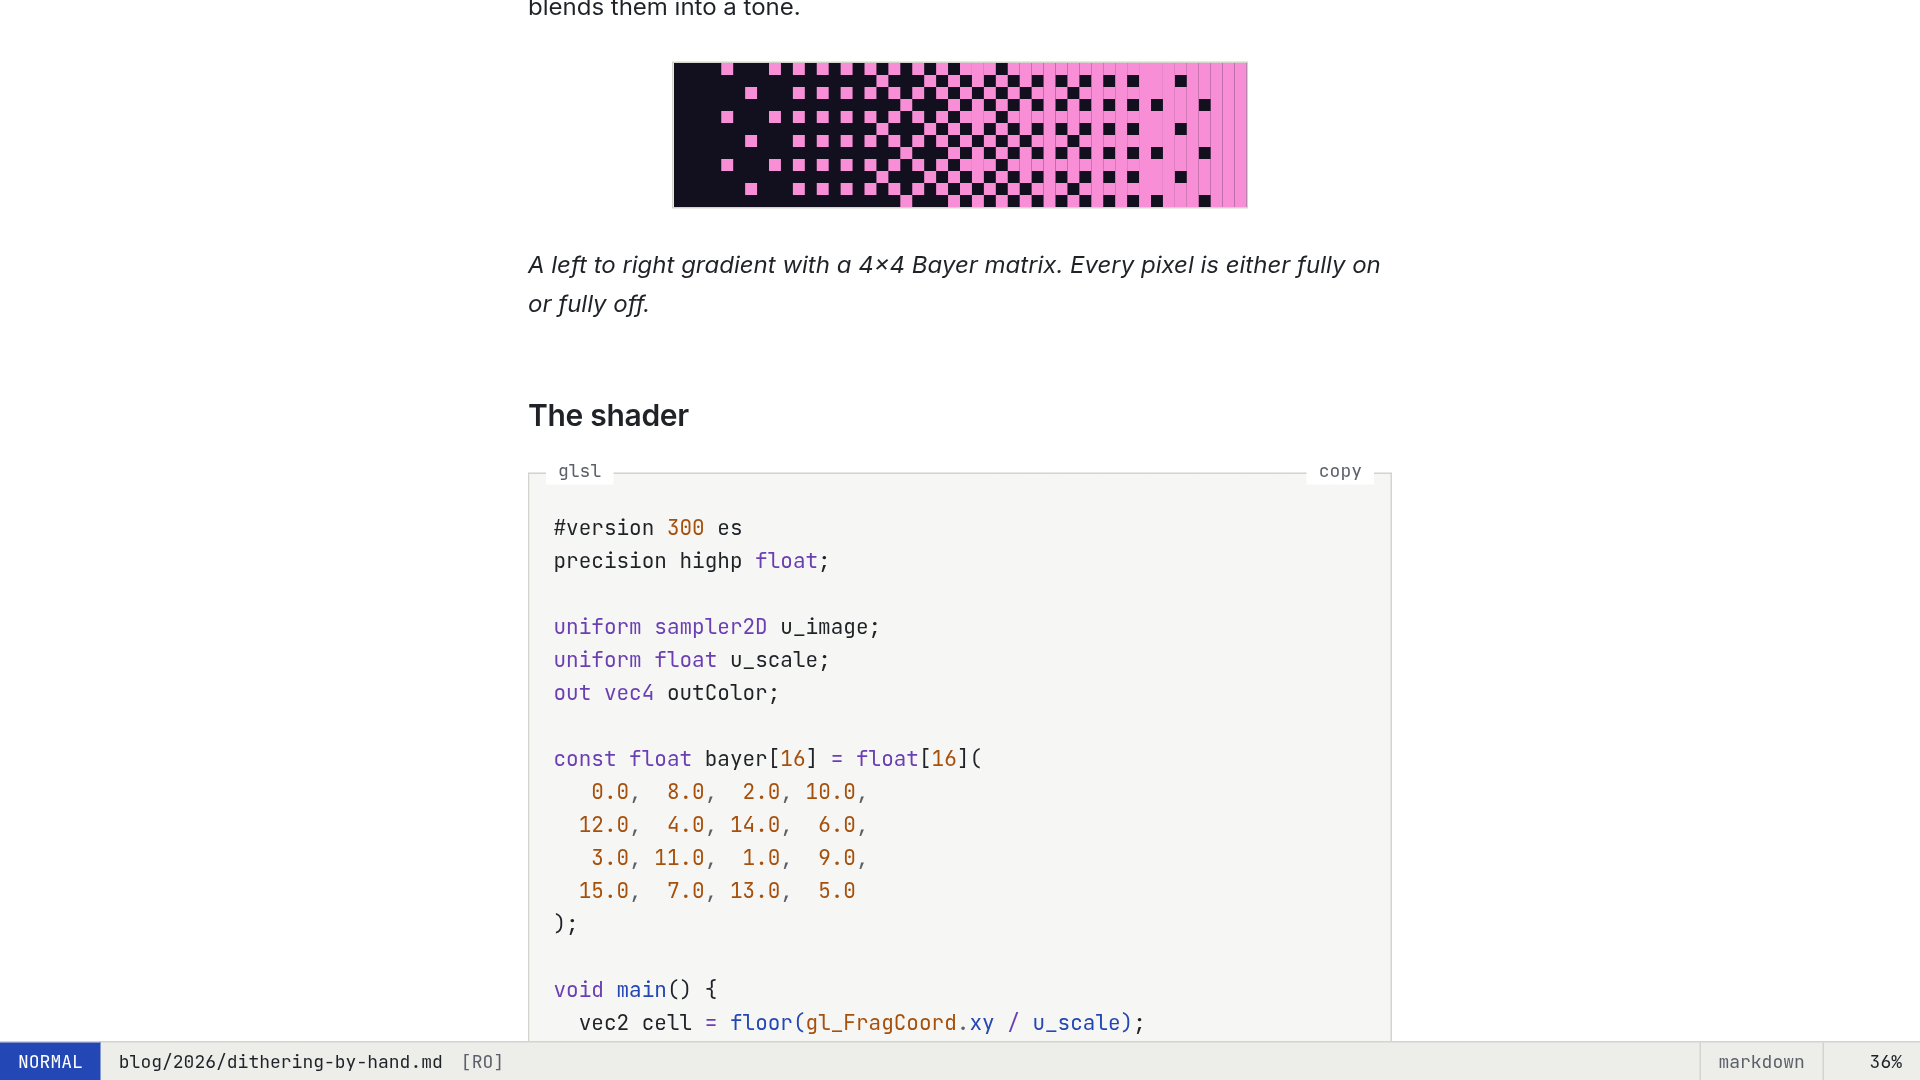 blends them into a tone.
A left to right gradient with a 4×4 Bayer matrix. Every pixel is either fully on
or fully off.
The shader
glsl
copy
#version 300 es
precision highp float;
uniform sampler2D u_image;
uniform float u_scale;
out vec4 outColor;
const float bayer[16] = float[16](
   0.0,  8.0,  2.0, 10.0,
  12.0,  4.0, 14.0,  6.0,
   3.0, 11.0,  1.0,  9.0,
  15.0,  7.0, 13.0,  5.0
);
void main() {
  vec2 cell = floor(gl_FragCoord.xy / u_scale);
NORMAL blog/2026/dithering-by-hand.md [RO] markdown 36%